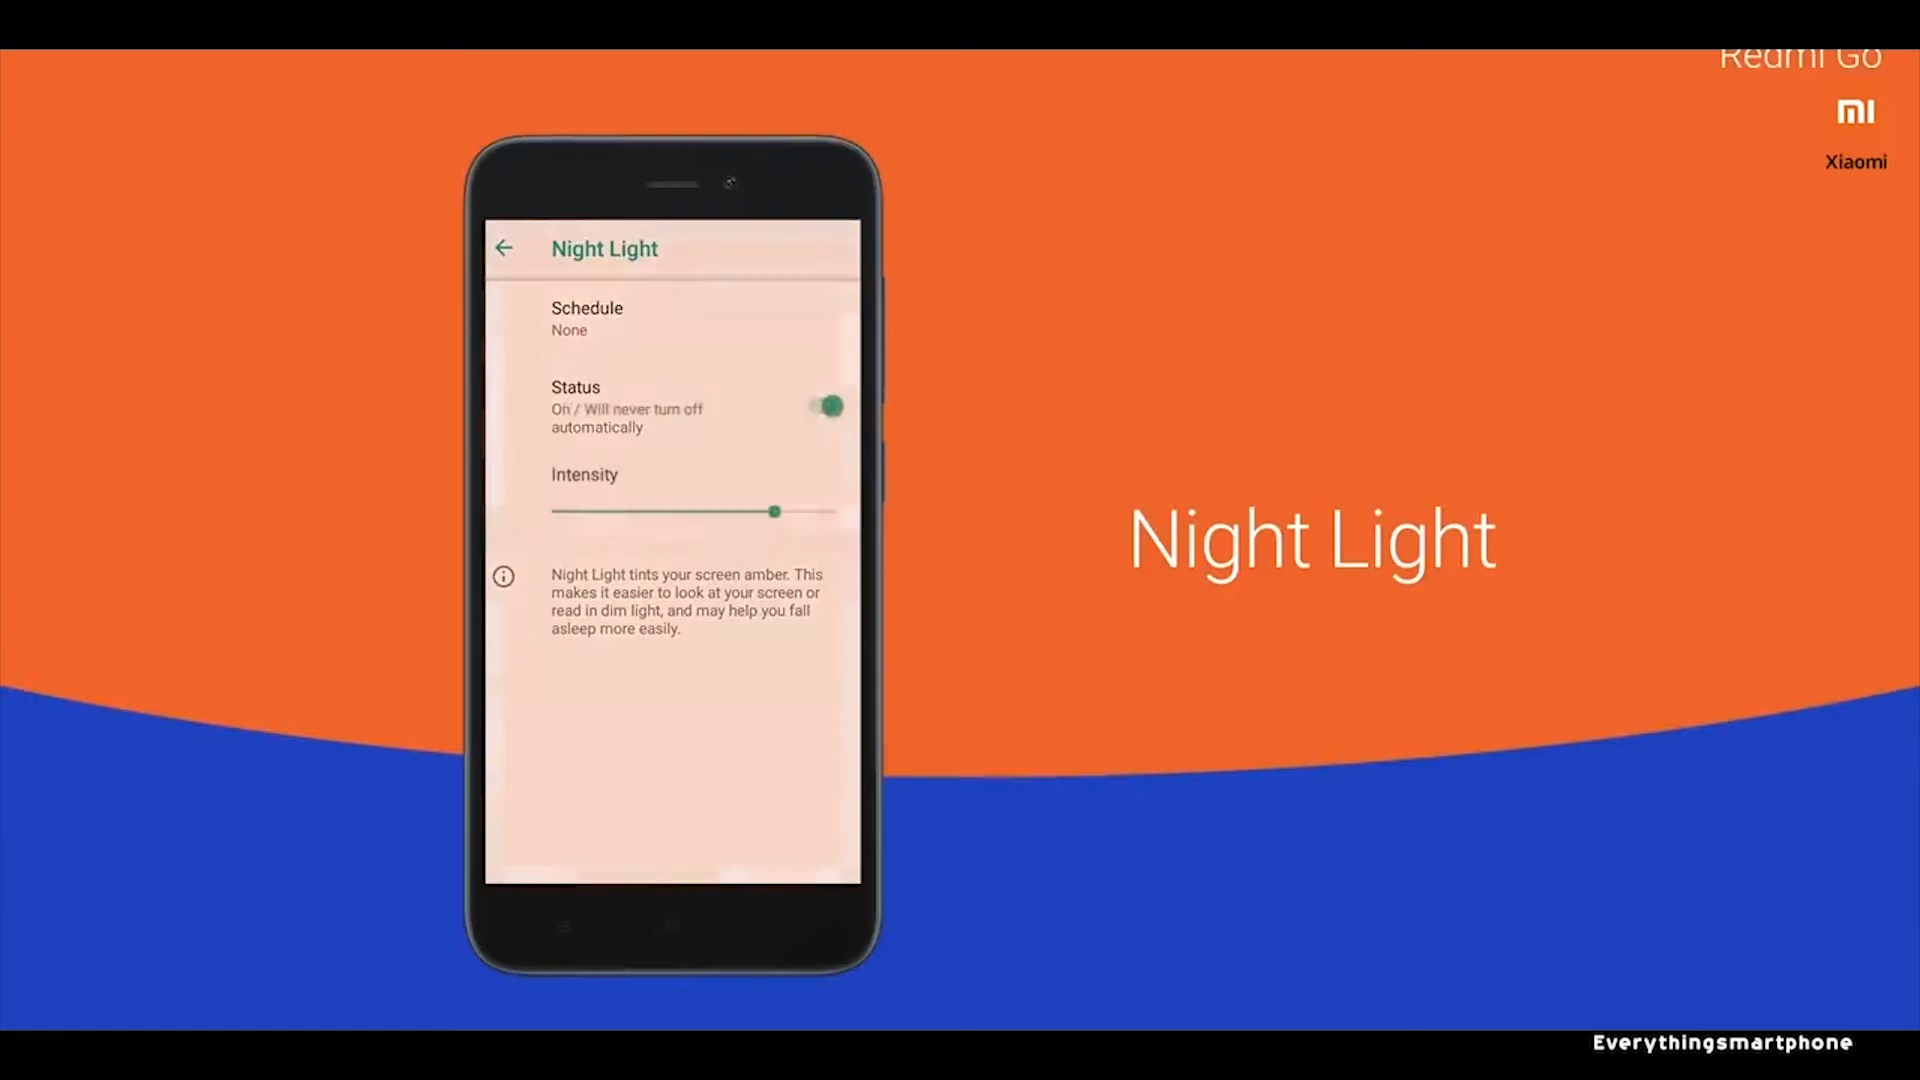 Redmi Go
mi
Xiaomi
Night Light
Schedule
None
Status
On / Will never turn off
automatically
Intensity
Night Light tints your screen amber. This
makes it easier to look at your screen or
read in dim light, and may help you fall
asleep more easily.
Night Light
Everythingsmartphone